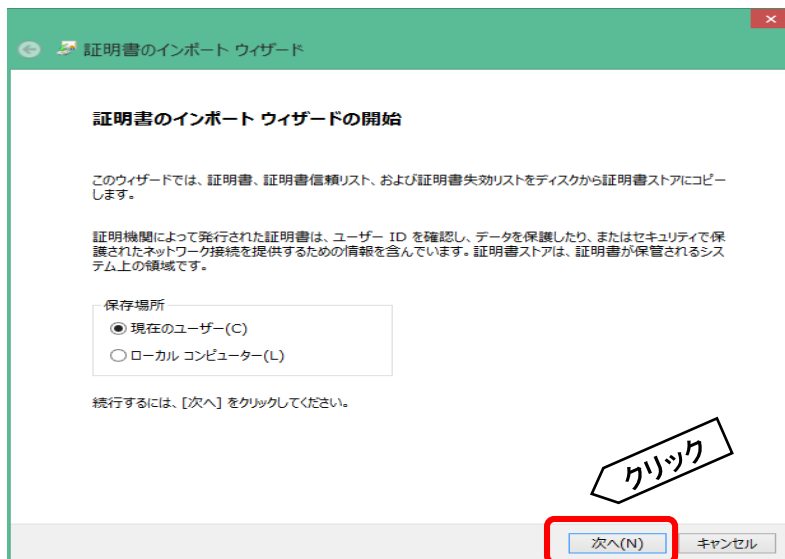 証明書のインポート ウィザード
証明書のインポート ウィザードの開始
このウィザードでは、証明書、証明書信頼リスト、および証明書失効リストをディスクから証明書ストアにコピー
します。
証明機関によって発行された証明書は、ユーザー ID を確認し、データを保護したり、またはセキュリティで保
護されたネットワーク接続を提供するための情報を含んでいます。証明書ストアは、証明書が保管されるシス
テム上の領域です。
保存場所
現在のユーザー(C)
ローカル コンピューター(L)
続行するには、[次へ] をクリックしてください。
クリック
次へ(N)
キャンセル